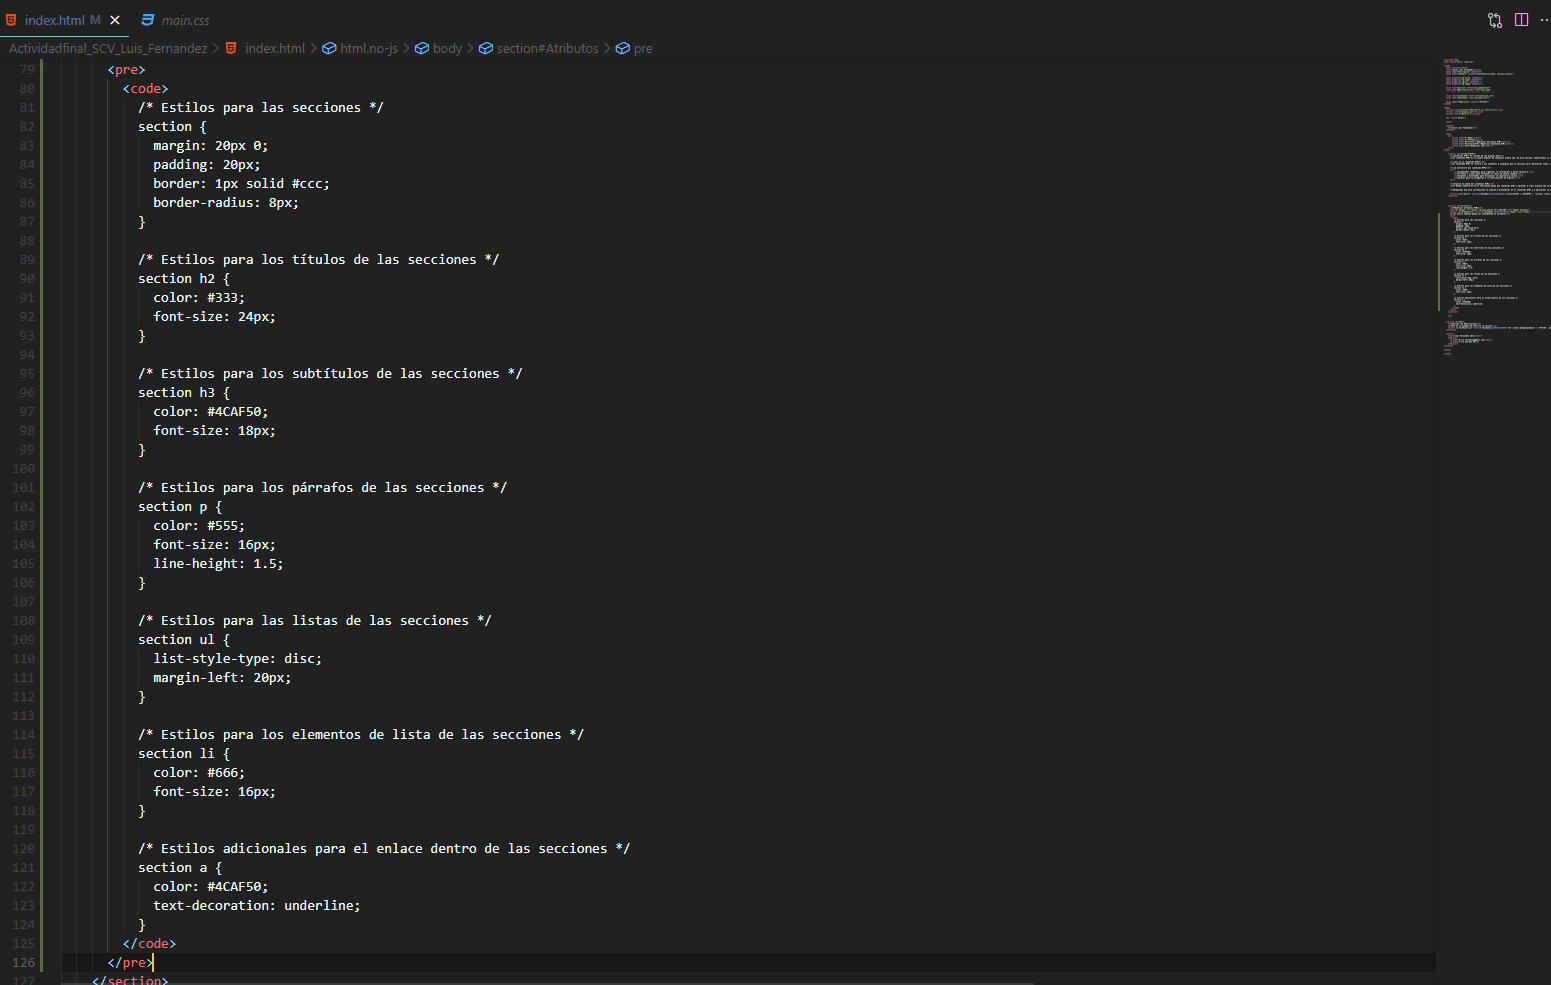 index.html M
main.css
Actividadfinal_SCV_Luis_Fernandez > index.html > html.no-js > body > section#Atributos > pre
79 <pre>
80 <code>
81 /* Estilos para las secciones */
82 section {
83 margin: 20px 0;
84 padding: 20px;
85 border: 1px solid #ccc;
86 border-radius: 8px;
87 }
88
89 /* Estilos para los títulos de las secciones */
90 section h2 {
91 color: #333;
92 font-size: 24px;
93 }
94
95 /* Estilos para los subtítulos de las secciones */
96 section h3 {
97 color: #4CAF50;
98 font-size: 18px;
99 }
100
101 /* Estilos para los párrafos de las secciones */
102 section p {
103 color: #555;
104 font-size: 16px;
105 line-height: 1.5;
106 }
107
108 /* Estilos para las listas de las secciones */
109 section ul {
110 list-style-type: disc;
111 margin-left: 20px;
112 }
113
114 /* Estilos para los elementos de lista de las secciones */
115 section li {
116 color: #666;
117 font-size: 16px;
118 }
119
120 /* Estilos adicionales para el enlace dentro de las secciones */
121 section a {
122 color: #4CAF50;
123 text-decoration: underline;
124 }
125 </code>
126 </pre>
127 </section>